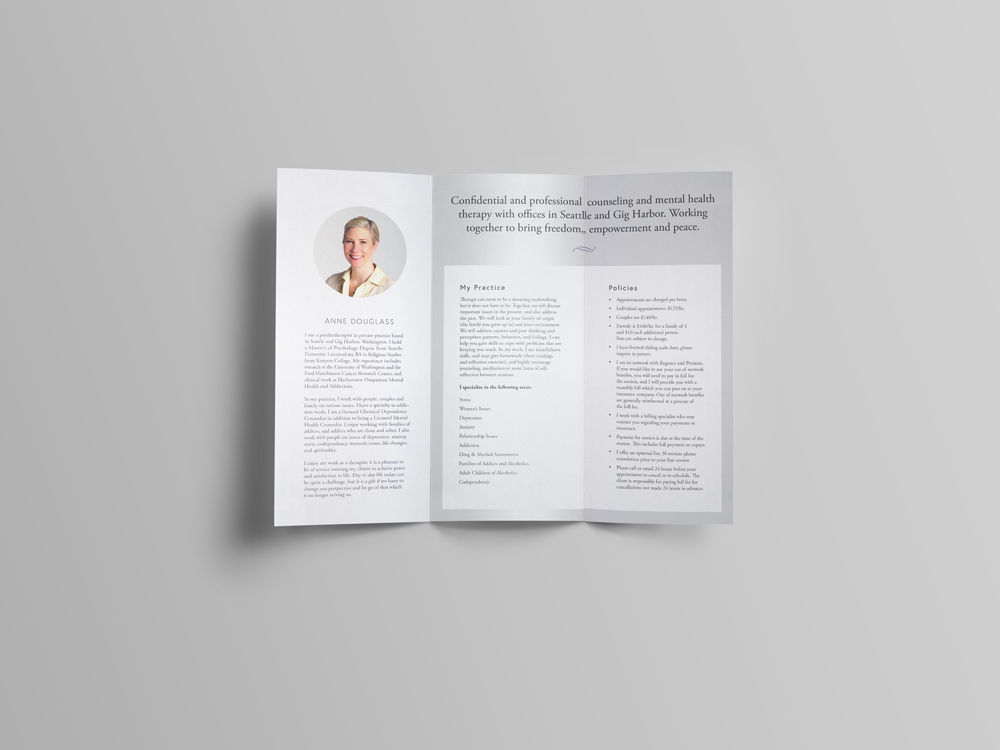 Confidential and professional counseling and mental health
therapy with offices in Seattle and Gig Harbor. Working
together to bring freedom,, empowerment and peace.
ANNE DOUGLASS
I am a psychotherapist in private practice based
in Seattle and Gig Harbor, Washington. I hold
a Master's of Psychology Degree from Seattle
University. I received my BA in Religious Studies
from Kenyon College. My experience includes
research at the University of Washington and the
Fred Hutchinson Cancer Research Center, and
clinical work at Harborview Outpatient Mental
Health and Addictions.
In my practice, I work with people, couples and
family on various issues. I have a specialty in addic-
tion work, I am a licensed Chemical Dependency
Counselor in addition to being a Licensed Mental
Health Counselor. I enjoy working with families of
addicts, and addicts who are clean and sober. I also
work with people on issues of depression, anxiety,
stress, codependency, women's issues, life changes,
and spirituality.
I enjoy my work as a therapist; it is a pleasure to
be of service assisting my clients to achieve peace
and satisfaction in life. Day to day life today can
be quite a challenge, but it is a gift if we learn to
change our perspective and let go of that which
is no longer serving us.
My Practice
Therapy can seem to be a daunting undertaking,
but it does not have to be. Together, we will discuss
important issues in the present, and also address
the past. We will look at your family of origin
(the family you grew up in) and your environment.
We will address current and past thinking and
perception patterns, behaviors, and feelings. I can
help you gain skills to cope with problems that are
keeping you stuck. In my work, I use mindfulness
skills, and may give homework (short readings
and reflection exercises), and highly encourage
journaling, meditation or some form of self-
reflection between sessions.
I specialize in the following areas:
Stress
Women's Issues
Depression
Anxiety
Relationship Issues
Addiction
Drug & Alcohol Assessments
Families of Addicts and Alcoholics
Adult Children of Alcoholics
Codependency
Policies
• Appointments are charged per hour.
• Individual appointments: $125/hr.
• Couples are $140/hr.
• Family is $160/hr. for a family of 4
and $10 each additional person.
Fees are subject to change.
• I have limited sliding scale slots, please
inquire in person.
• I am in-network with Regence and Premera.
If you would like to use your out of network
benefits, you will need to pay in full for
the session, and I will provide you with a
monthly bill which you can pass on to your
insurance company. Out of network benefits
are generally reimbursed at a percent of
the full fee.
• I work with a billing specialist who may
contact you regarding your payments or
insurance.
• Payment for session is due at the time of the
session. This includes full payment or copays.
• I offer an optional free 30 minute phone
consultation prior to your first session
• Please call or email 24 hours before your
appointment to cancel or re-schedule. The
client is responsible for paying full fee for
cancellations not made 24 hours in advance.